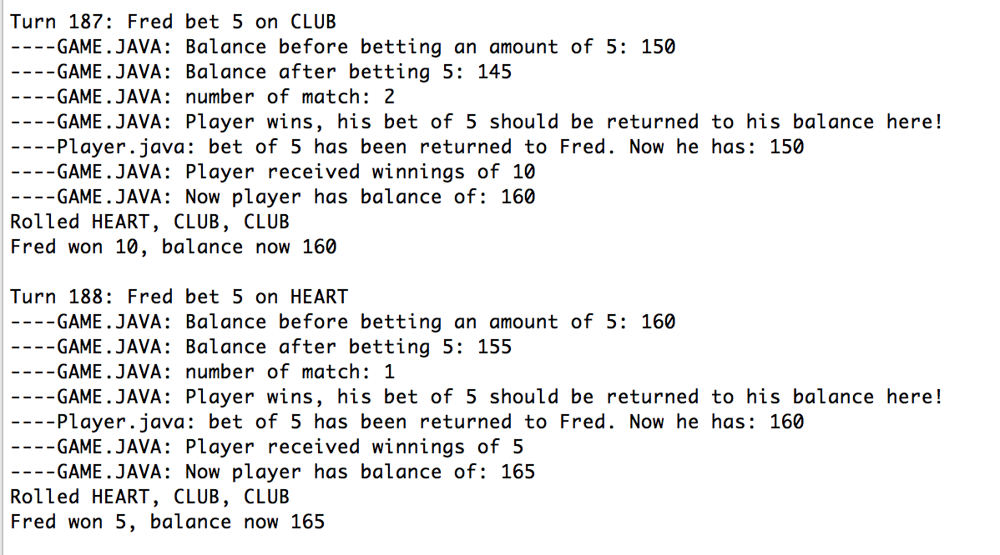 Turn 187: Fred bet 5 on CLUB
----GAME.JAVA: Balance before betting an amount of 5: 150
----GAME.JAVA: Balance after betting 5: 145
----GAME.JAVA: number of match: 2
----GAME.JAVA: Player wins, his bet of 5 should be returned to his balance here!
----Player.java: bet of 5 has been returned to Fred. Now he has: 150
----GAME.JAVA: Player received winnings of 10
----GAME.JAVA: Now player has balance of: 160
Rolled HEART, CLUB, CLUB
Fred won 10, balance now 160

Turn 188: Fred bet 5 on HEART
----GAME.JAVA: Balance before betting an amount of 5: 160
----GAME.JAVA: Balance after betting 5: 155
----GAME.JAVA: number of match: 1
----GAME.JAVA: Player wins, his bet of 5 should be returned to his balance here!
----Player.java: bet of 5 has been returned to Fred. Now he has: 160
----GAME.JAVA: Player received winnings of 5
----GAME.JAVA: Now player has balance of: 165
Rolled HEART, CLUB, CLUB
Fred won 5, balance now 165